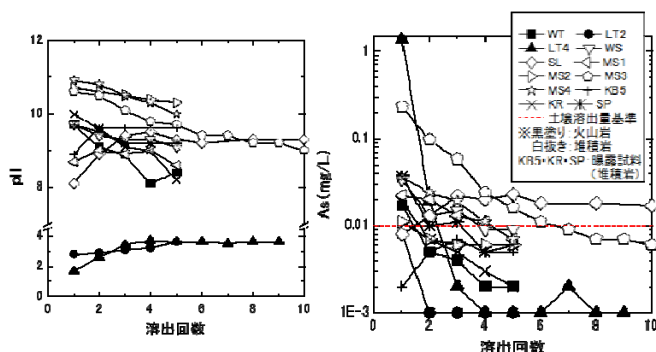 12
10
8
4
2
0
pH
0 2 4 6 8 10
溶出回数
1
0.1
0.01
1E-3
As(mg/L)
0 2 4 6 8 10
溶出回数
WT LT2
LT4 WS
SL MS1
MS2 MS3
MS4 KB5
KR SP
土壌溶出量基準
※黒塗り:火山岩
白抜き:堆積岩
KB5・KR・SP:曝露試料
(堆積岩)